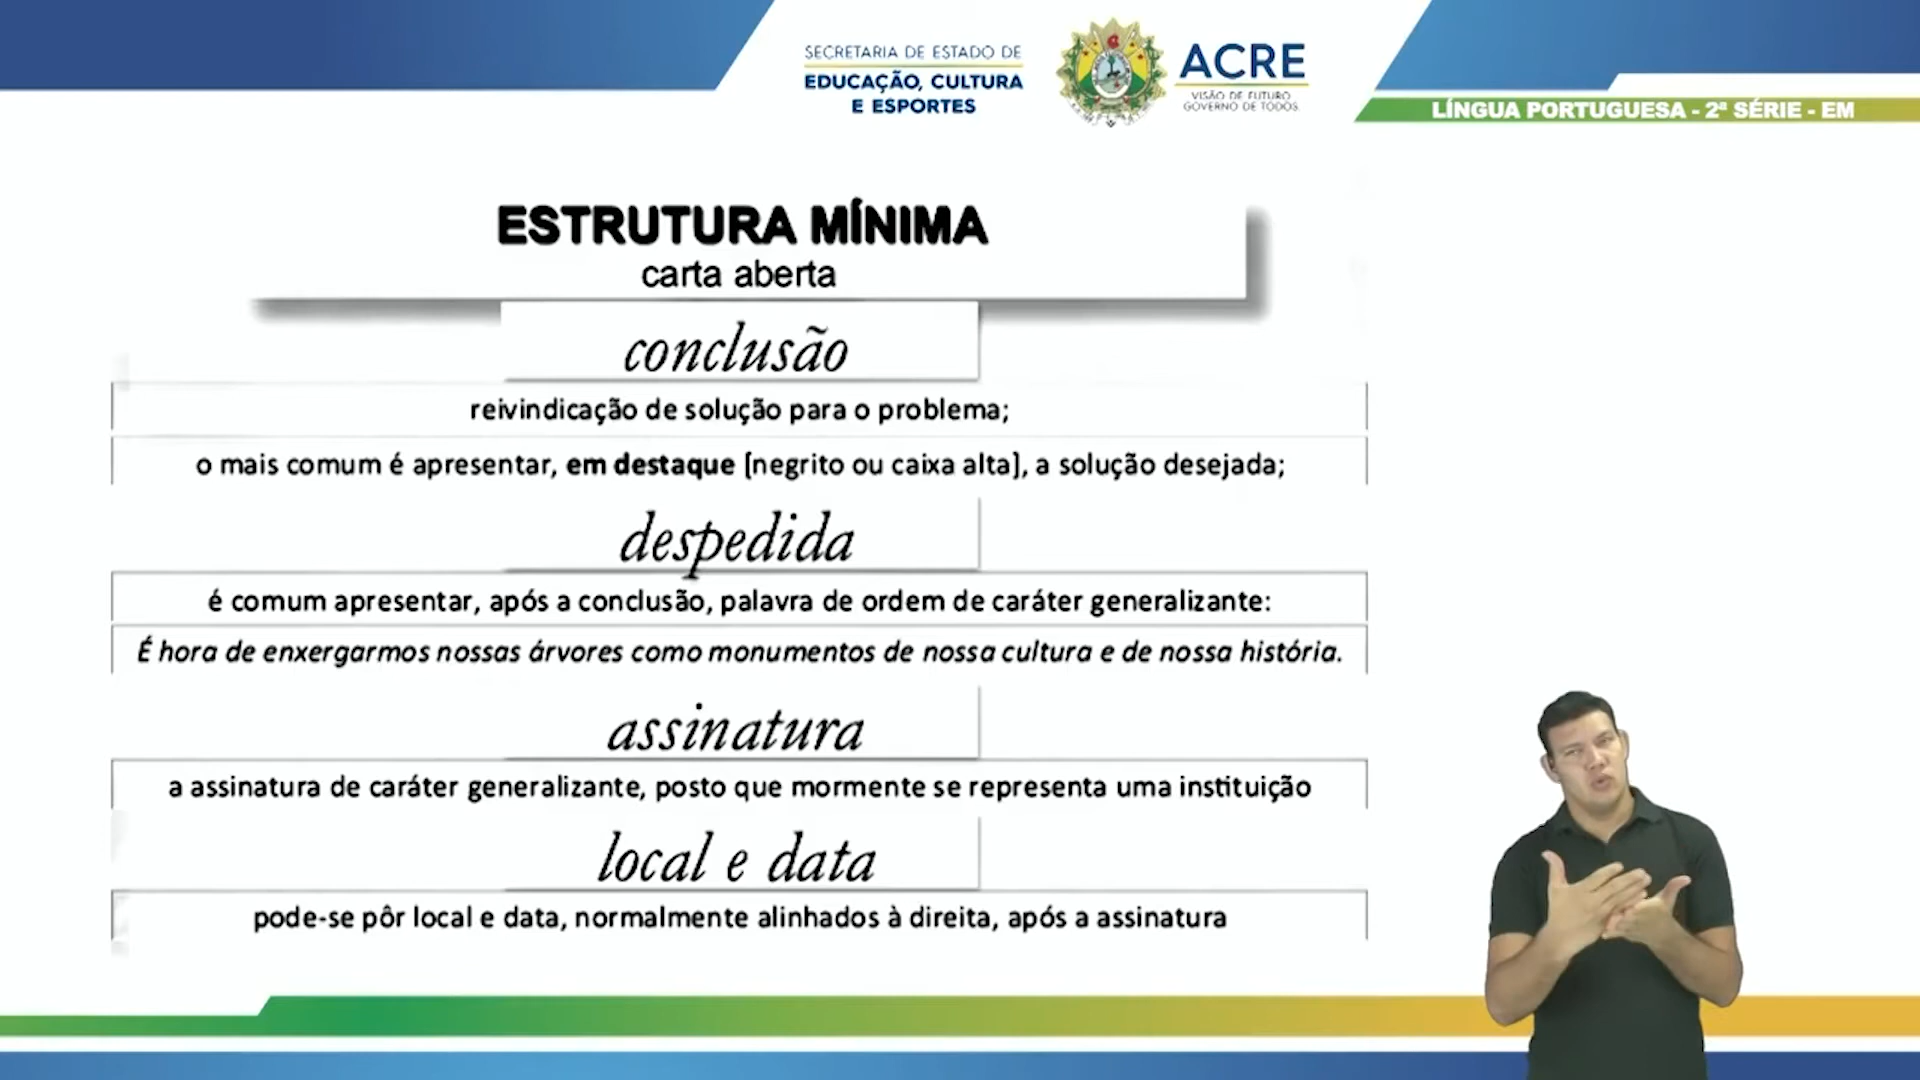 SECRETARIA DE ESTADO DE
EDUCAÇÃO, CULTURA
E ESPORTES
ACRE
VISÃO DE FUTURO
GOVERNO DE TODOS
LÍNGUA PORTUGUESA - 2ª SÉRIE - EM
ESTRUTURA MÍNIMA
carta aberta
conclusão
reivindicação de solução para o problema;
o mais comum é apresentar, em destaque [negrito ou caixa alta], a solução desejada;
despedida
é comum apresentar, após a conclusão, palavra de ordem de caráter generalizante:
É hora de enxergarmos nossas árvores como monumentos de nossa cultura e de nossa história.
assinatura
a assinatura de caráter generalizante, posto que mormente se representa uma instituição
local e data
pode-se pôr local e data, normalmente alinhados à direita, após a assinatura